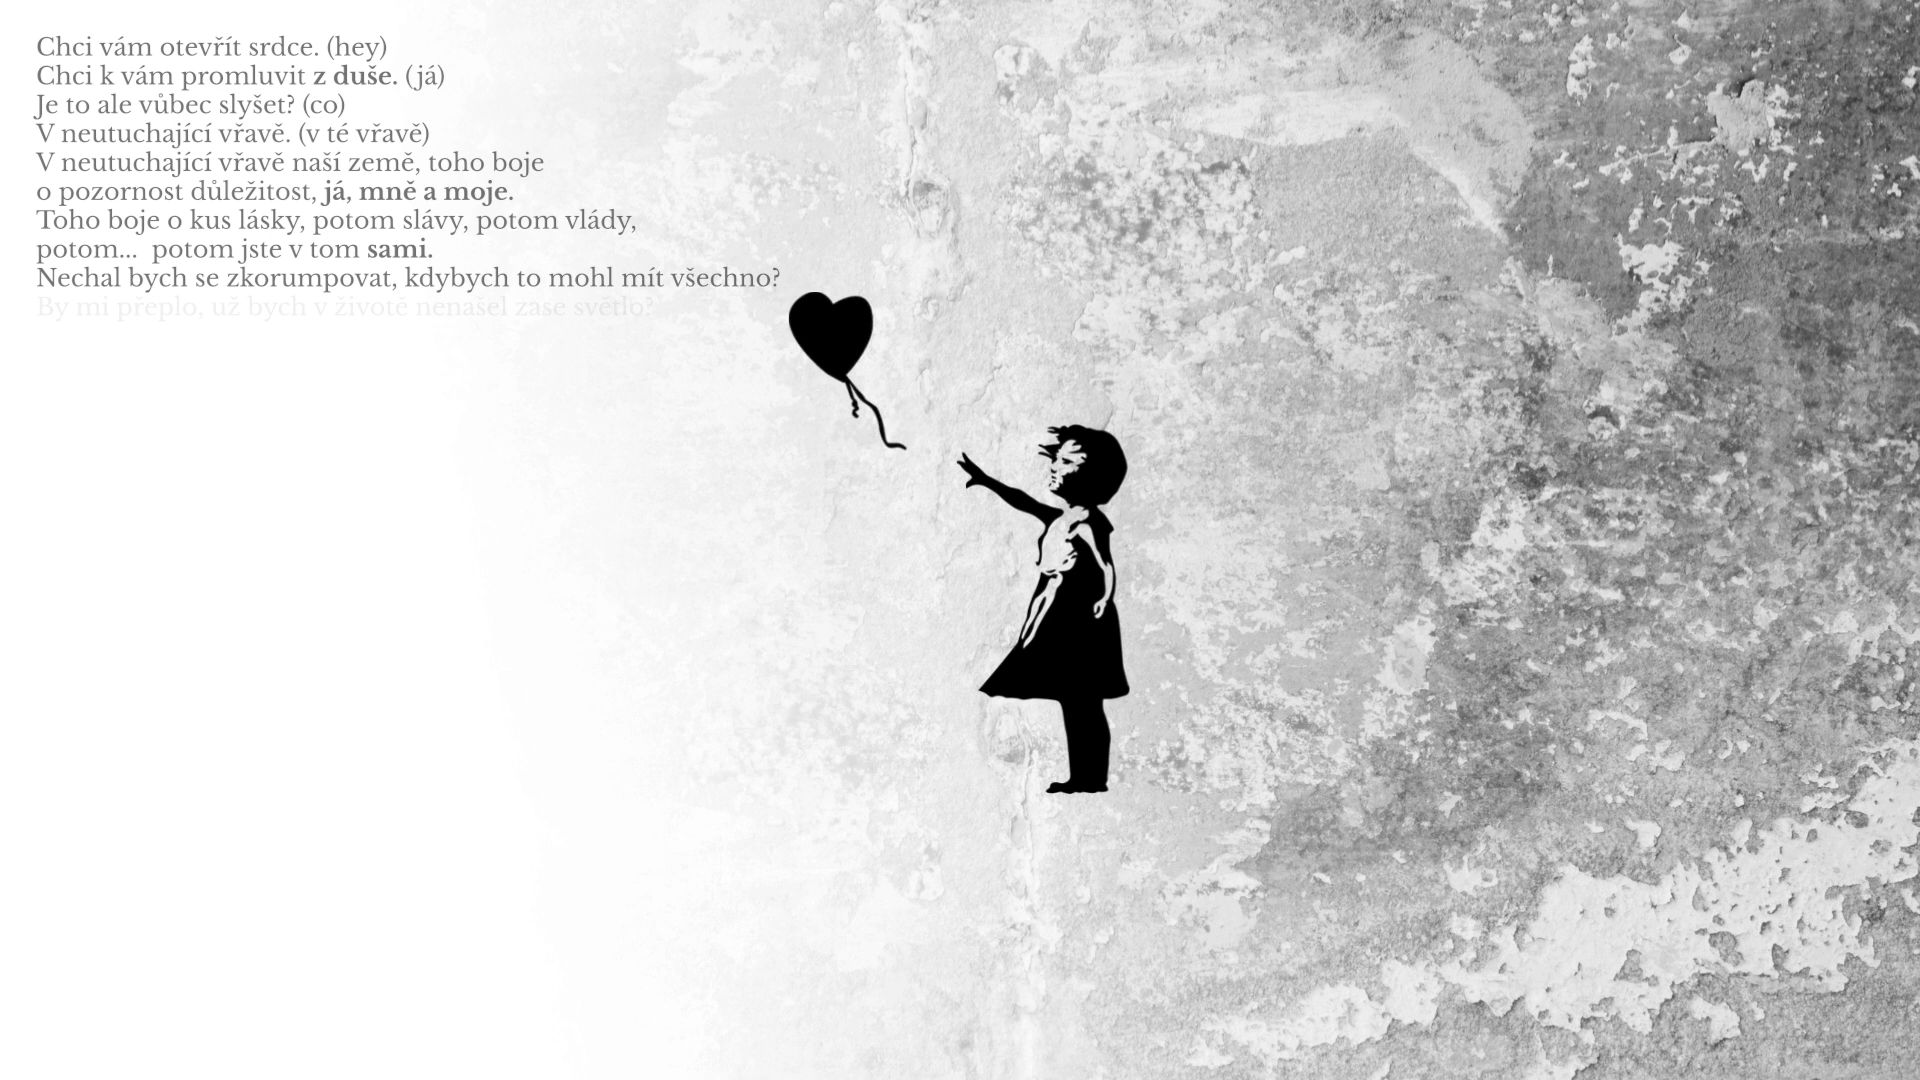 Chci vám otevřít srdce. (hey)
Chci k vám promluvit z duše. (já)
Je to ale vůbec slyšet? (co)
V neutuchající vřavě. (v té vřavě)
V neutuchající vřavě naší země, toho boje
o pozornost důležitost, já, mně a moje.
Toho boje o kus lásky, potom slávy, potom vlády,
potom... potom jste v tom sami.
Nechal bych se zkorumpovat, kdybych to mohl mít všechno?
By mi přeplo, už bych v životě nenašel zase světlo?